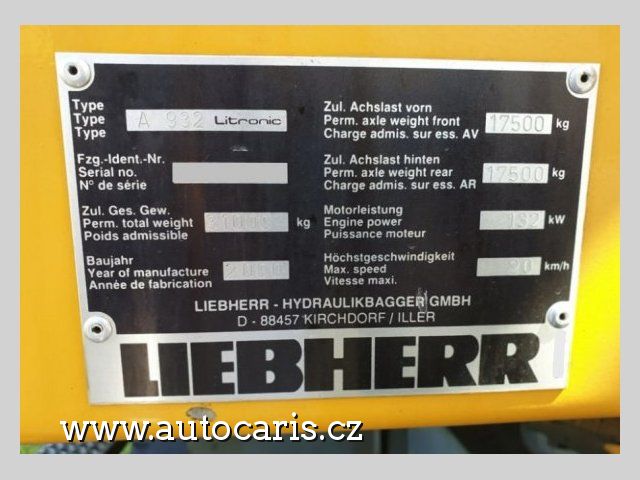 Type
Type
Type
A 932 Litronic
Fzg.-Ident.-Nr.
Serial no.
N° de série
Zul. Ges. Gew.
Perm. total weight
Poids admissible
kg
Baujahr
Year of manufacture
Année de fabrication
2000
Zul. Achslast vorn
Perm. axle weight front
Charge admis. sur ess. AV
17500 kg
Zul. Achslast hinten
Perm. axle weight rear
Charge admis. sur ess. AR
17500 kg
Motorleistung
Engine power
Puissance moteur
132 kW
Höchstgeschwindigkeit
Max. speed
Vitesse maxi.
20 km/h
LIEBHERR - HYDRAULIKBAGGER GMBH
D - 88457 KIRCHDORF / ILLER
LIEBHERR
www.autocaris.cz